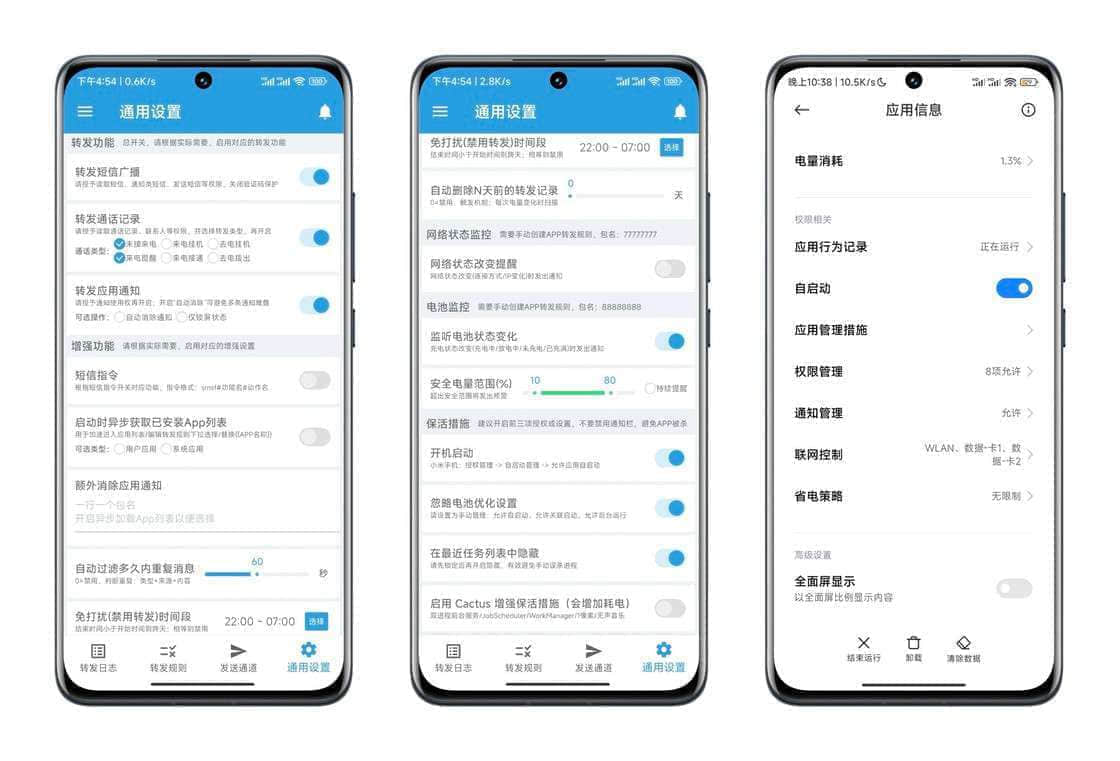 下午4:54 | 0.6K/s
通用设置
转发功能 总开关,请根据实际需要,启用对应的转发功能
转发短信广播
请授予读取短信、通知类短信、发送短信等权限,关闭验证码保护
转发通话记录
请授予读取通话记录、联系人等权限,并选择转发类型,再开启
通话类型: 未接来电 来电挂机 去电挂机
来电提醒 来电接通 去电拨出
转发应用通知
请授予通知使用权再开启,开启“自动消除”可避免多条通知堆叠
可选操作: 自动消除通知 仅锁屏状态
增强功能 请根据实际需要,启用对应的增强设置
短信指令
根据短信指令开关对应功能,指令格式:smsf#功能名#动作名
启动时异步获取已安装App列表
用于加速进入应用列表/编辑转发规则下拉选择/替换{{APP名称}}
可选类型: 用户应用 系统应用
额外消除应用通知
一行一个包名
开启异步加载App列表以便选择
自动过滤多久内重复消息
0=禁用,判断重复:类型+来源+内容
60
秒
免打扰(禁用转发)时间段
结束时间小于开始时间则跨天;相等则禁用
22:00 ~ 07:00
选择
转发日志
转发规则
发送通道
通用设置
下午4:54 | 2.8K/s
通用设置
免打扰(禁用转发)时间段
结束时间小于开始时间则跨天;相等则禁用
22:00 ~ 07:00
选择
自动删除N天前的转发记录
0=禁用,触发机制:每次电量变化时扫描
0
天
网络状态监控 需要手动创建APP转发规则,包名:77777777
网络状态改变提醒
网络状态改变(连接方式/IP变化)时发出通知
电池监控 需要手动创建APP转发规则,包名:88888888
监听电池状态变化
充电状态改变(充电中/放电中/未充电/已充满)时发出通知
安全电量范围(%)
超出安全范围将发出预警
10
80
持续提醒
保活措施 建议开启前三项授权或设置,不要禁用通知栏,避免APP被杀
开机启动
小米手机:授权管理 -> 自启动管理 -> 允许应用自启动
忽略电池优化设置
请设置为手动管理:允许自启动、允许关联启动、允许后台运行
在最近任务列表中隐藏
请先锁定后再开启隐藏,有效避免手动误杀进程
启用 Cactus 增强保活措施(会增加耗电)
双进程前台服务/JobScheduler/WorkManager/1像素/无声音乐
转发日志
转发规则
发送通道
通用设置
晚上10:38 | 10.5K/s
应用信息
电量消耗
1.3%
权限相关
应用行为记录
正在运行
自启动
应用管理措施
权限管理
8项允许
通知管理
允许
联网控制
WLAN、数据-卡1、数
据-卡2
省电策略
无限制
高级设置
全面屏显示
以全面屏比例显示内容
结束运行
卸载
清除数据